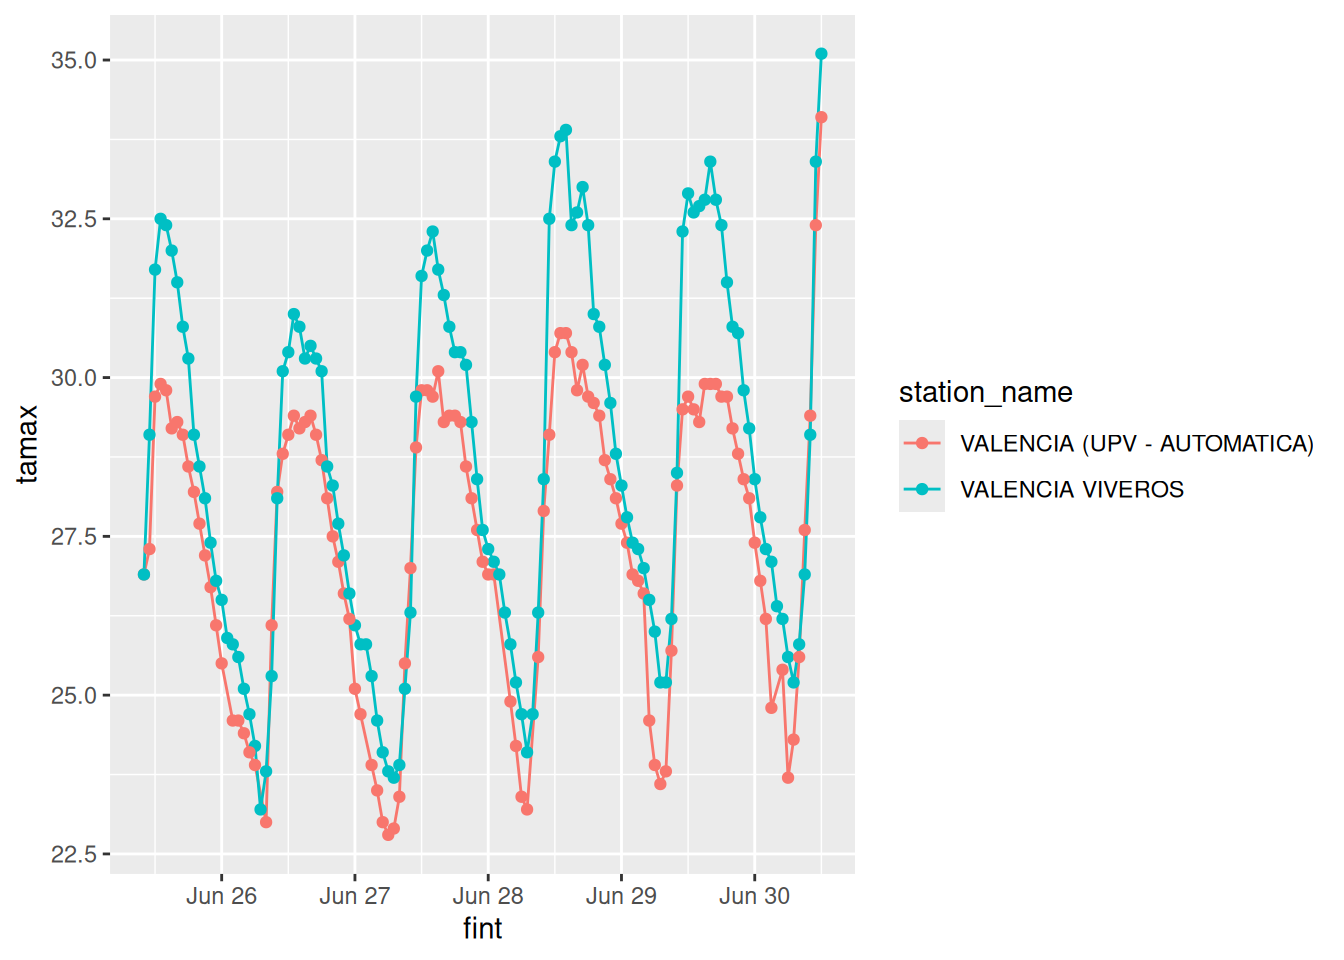 35.0
32.5
30.0
27.5
25.0
22.5
tamax
Jun 26 Jun 27 Jun 28 Jun 29 Jun 30
fint
station_name
VALENCIA (UPV - AUTOMATICA)
VALENCIA VIVEROS